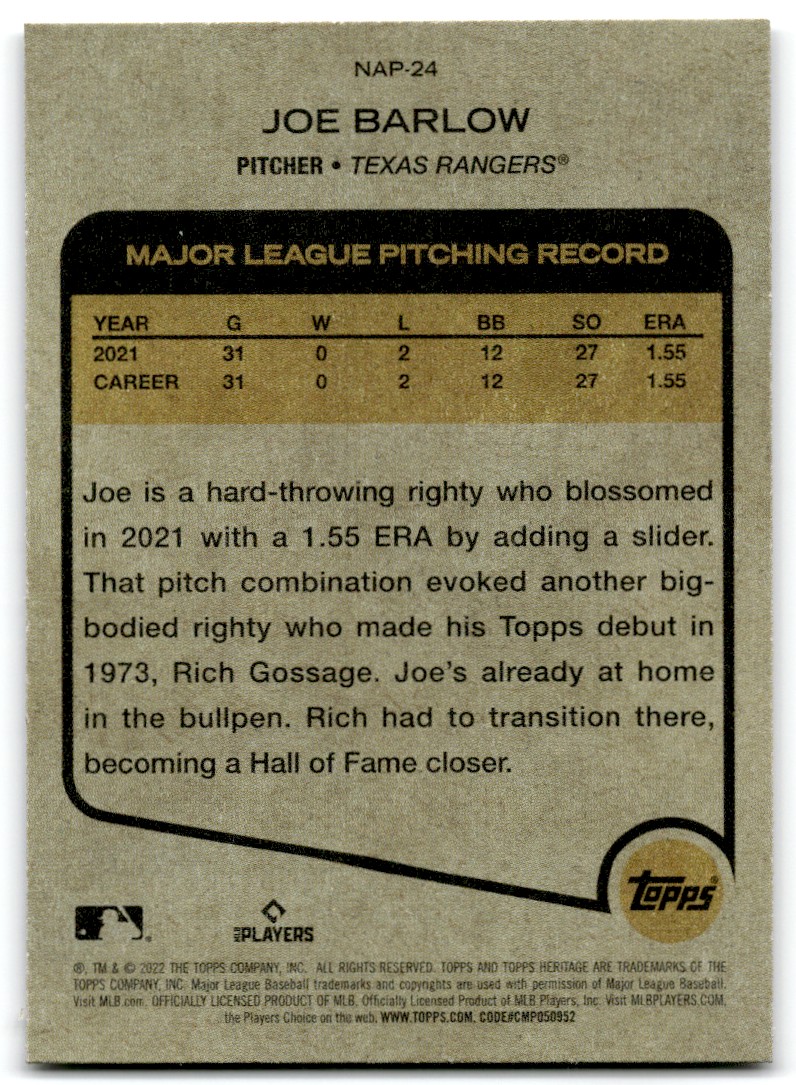 NAP-24
JOE BARLOW
PITCHER • TEXAS RANGERS®
MAJOR LEAGUE PITCHING RECORD
YEAR G W L BB SO ERA
2021 31 0 2 12 27 1.55
CAREER 31 0 2 12 27 1.55
Joe is a hard-throwing righty who blossomed
in 2021 with a 1.55 ERA by adding a slider.
That pitch combination evoked another big-
bodied righty who made his Topps debut in
1973, Rich Gossage. Joe's already at home
in the bullpen. Rich had to transition there,
becoming a Hall of Fame closer.
topps®
MLB PLAYERS
®, TM & © 2022 THE TOPPS COMPANY, INC. ALL RIGHTS RESERVED. TOPPS AND TOPPS HERITAGE ARE TRADEMARKS OF THE
TOPPS COMPANY, INC. Major League Baseball trademarks and copyrights are used with permission of Major League Baseball.
Visit MLB.com. OFFICIALLY LICENSED PRODUCT OF MLB. Officially Licensed Product of MLB Players, Inc. Visit MLBPLAYERS.COM,
the Players Choice on the web. WWW.TOPPS.COM. CODE#CMP050952